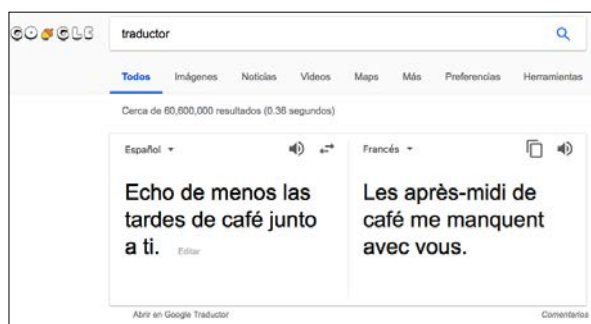 GOOGLE
traductor
Todos Imágenes Noticias Videos Maps Más Preferencias Herramientas
Cerca de 60,600,000 resultados (0.36 segundos)
Español Francés
Echo de menos las
tardes de café junto
a ti. Editar
Les après-midi de
café me manquent
avec vous.
Abrir en Google Traductor Comentarios